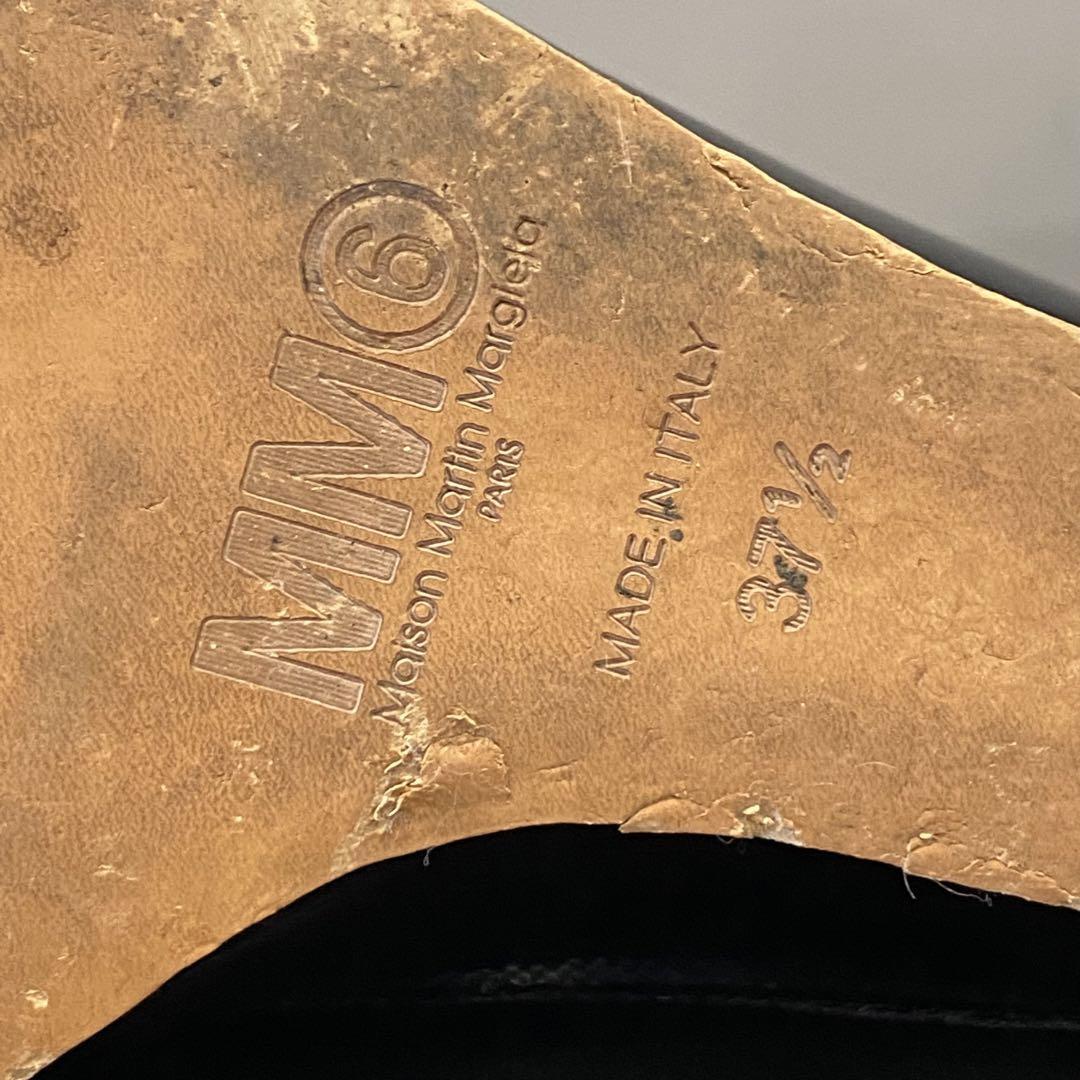 MM⑥
Maison Martin Margiela
PARIS
MADE IN ITALY
37½